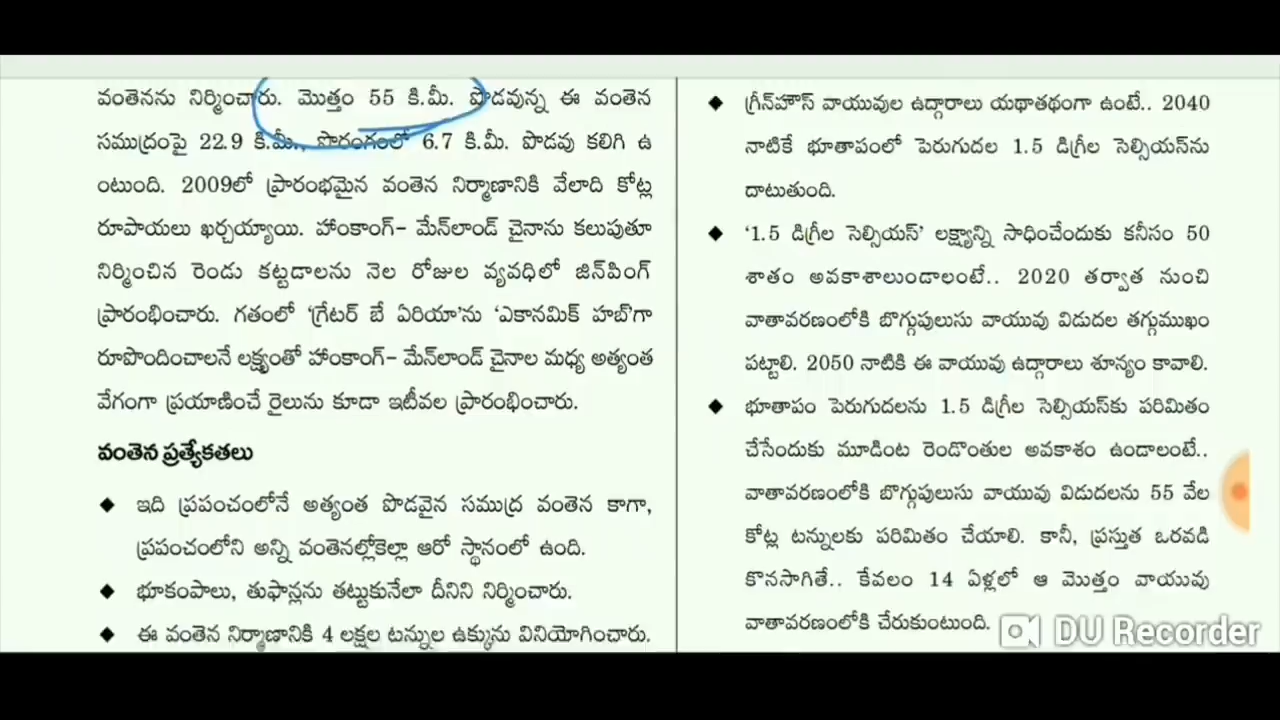 వంతెనను నిర్మించారు. మొత్తం 55 కి.మీ. పొడవున్న ఈ వంతెన
సముద్రంపై 22.9 కి.మీ., సొరంగంలో 6.7 కి.మీ. పొడవు కలిగి ఉ
ంటుంది. 2009లో ప్రారంభమైన వంతెన నిర్మాణానికి వేలాది కోట్ల
రూపాయలు ఖర్చయ్యాయి. హాంకాంగ్- మేన్‌లాండ్ చైనాను కలుపుతూ
నిర్మించిన రెండు కట్టడాలను నెల రోజుల వ్యవధిలో జిన్‌పింగ్
ప్రారంభించారు. గతంలో ‘గ్రేటర్ బే ఏరియా’ను ‘ఎకానమిక్ హబ్’గా
రూపొందించాలనే లక్ష్యంతో హాంకాంగ్- మేన్‌లాండ్ చైనాల మధ్య అత్యంత
వేగంగా ప్రయాణించే రైలును కూడా ఇటీవల ప్రారంభించారు.
వంతెన ప్రత్యేకతలు
◆ ఇది ప్రపంచంలోనే అత్యంత పొడవైన సముద్ర వంతెన కాగా,
ప్రపంచంలోని అన్ని వంతెనల్లోకెల్లా ఆరో స్థానంలో ఉంది.
◆ భూకంపాలు, తుఫాన్లను తట్టుకునేలా దీనిని నిర్మించారు.
◆ ఈ వంతెన నిర్మాణానికి 4 లక్షల టన్నుల ఉక్కును వినియోగించారు.
◆ గ్రీన్‌హౌస్ వాయువుల ఉద్గారాలు యథాతథంగా ఉంటే.. 2040
నాటికే భూతాపంలో పెరుగుదల 1.5 డిగ్రీల సెల్సియస్‌ను
దాటుతుంది.
◆ ‘1.5 డిగ్రీల సెల్సియస్’ లక్ష్యాన్ని సాధించేందుకు కనీసం 50
శాతం అవకాశాలుండాలంటే.. 2020 తర్వాత నుంచి
వాతావరణంలోకి బొగ్గుపులుసు వాయువు విడుదల తగ్గుముఖం
పట్టాలి. 2050 నాటికి ఈ వాయువు ఉద్గారాలు శూన్యం కావాలి.
◆ భూతాపం పెరుగుదలను 1.5 డిగ్రీల సెల్సియస్‌కు పరిమితం
చేసేందుకు మూడింట రెండొంతుల అవకాశం ఉండాలంటే..
వాతావరణంలోకి బొగ్గుపులుసు వాయువు విడుదలను 55 వేల
కోట్ల టన్నులకు పరిమితం చేయాలి. కానీ, ప్రస్తుత ఒరవడి
కొనసాగితే.. కేవలం 14 ఏళ్లలో ఆ మొత్తం వాయువు
వాతావరణంలోకి చేరుకుంటుంది.
DU Recorder